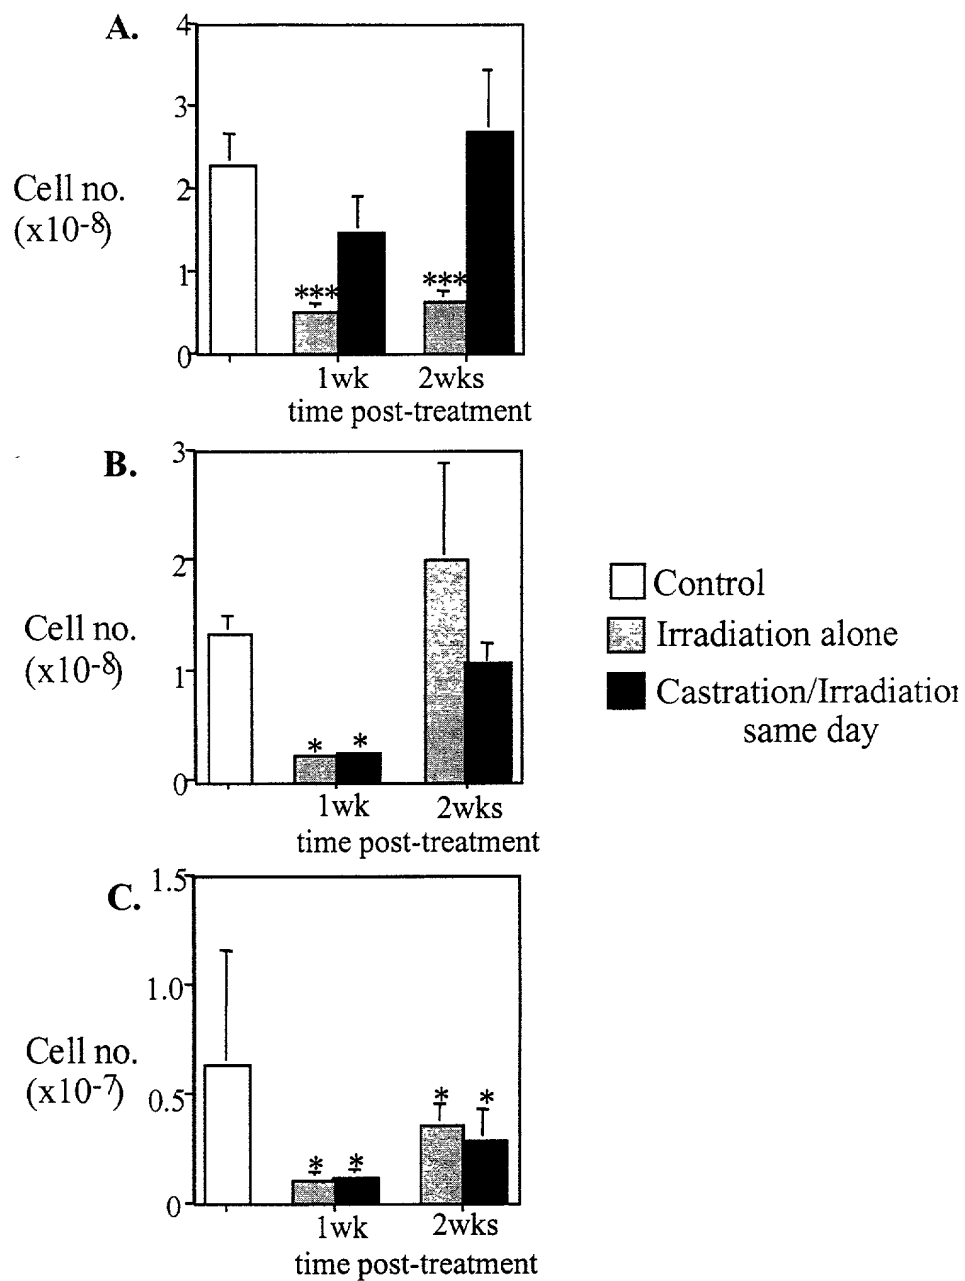 A.
4
3
2
1
0
Cell no.
(x10-8)
***
***
1wk 2wks
time post-treatment
B.
3
2
1
0
Cell no.
(x10-8)
* *
1wk 2wks
time post-treatment
Control
Irradiation alone
Castration/Irradiation
same day
C.
1.5
1.0
0.5
0
Cell no.
(x10-7)
* *
* *
1wk 2wks
time post-treatment